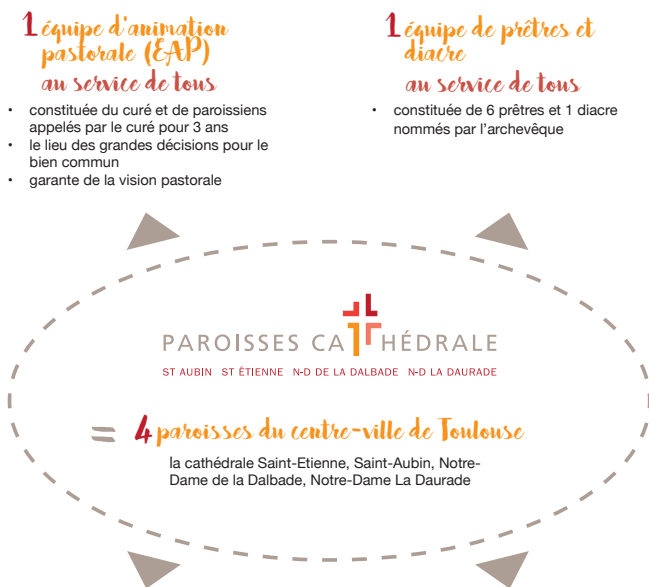 1 équipe d'animation
pastorale (EAP)
au service de tous
• constituée du curé et de paroissiens
appelés par le curé pour 3 ans
• le lieu des grandes décisions pour le
bien commun
• garante de la vision pastorale
1 équipe de prêtres et
diacre
au service de tous
• constituée de 6 prêtres et 1 diacre
nommés par l'archevêque
PAROISSES CATHÉDRALE
ST AUBIN ST ÉTIENNE N-D DE LA DALBADE N-D LA DAURADE
= 4 paroisses du centre-ville de Toulouse
la cathédrale Saint-Etienne, Saint-Aubin, Notre-
Dame de la Dalbade, Notre-Dame La Daurade